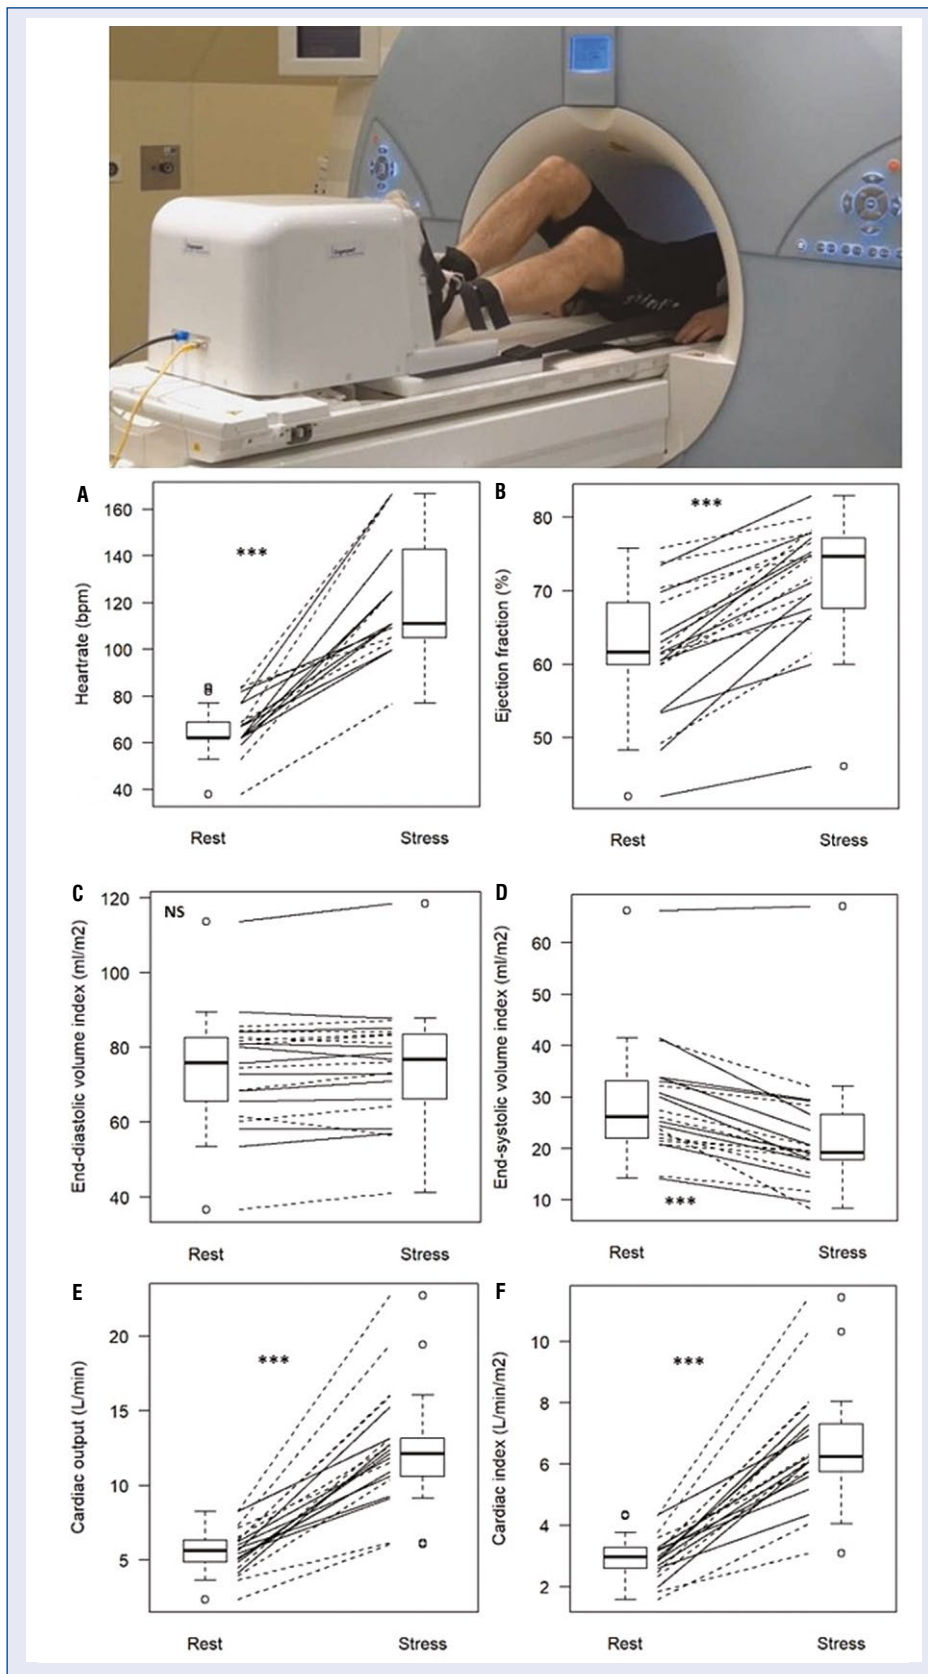 A
160
140
120
100
80
60
40
Heartrate (bpm)
***
Rest
Stress
B
80
70
60
50
Ejection fraction (%)
***
Rest
Stress
C
120
100
80
60
40
End-diastolic volume index (ml/m2)
NS
Rest
Stress
D
60
50
40
30
20
10
End-systolic volume index (ml/m2)
***
Rest
Stress
E
20
15
10
5
Cardiac output (L/min)
***
Rest
Stress
F
10
8
6
4
2
Cardiac index (L/min/m2)
***
Rest
Stress